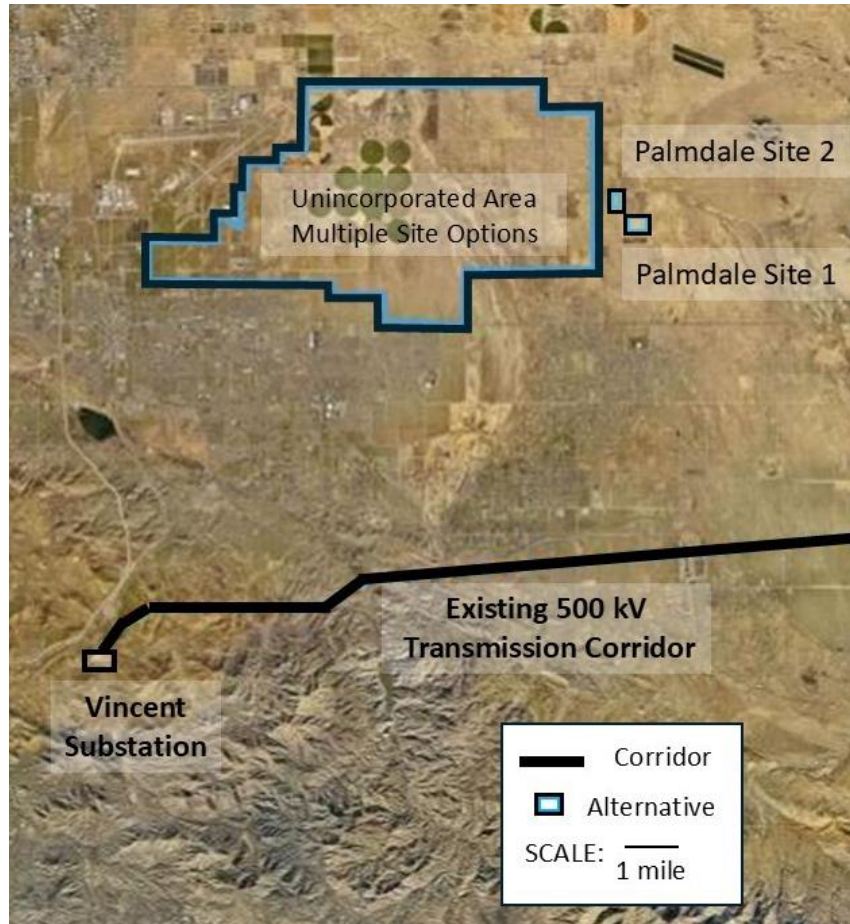 Palmdale Site 2
Unincorporated Area
Multiple Site Options
Palmdale Site 1
Existing 500 kV
Transmission Corridor
Vincent
Substation
Corridor
Alternative
SCALE:
1 mile